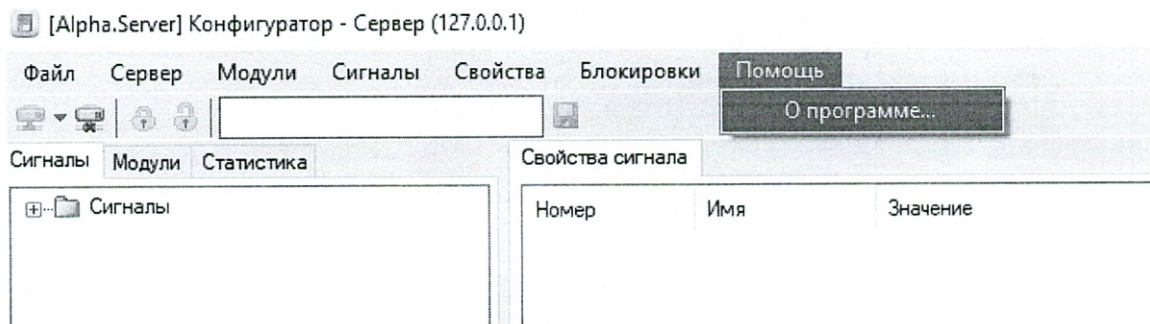 [Alpha.Server] Конфигуратор - Сервер (127.0.0.1)
Файл Сервер Модули Сигналы Свойства Блокировки Помощь
О программе...
Сигналы Модули Статистика Свойства сигнала
Сигналы Номер Имя Значение